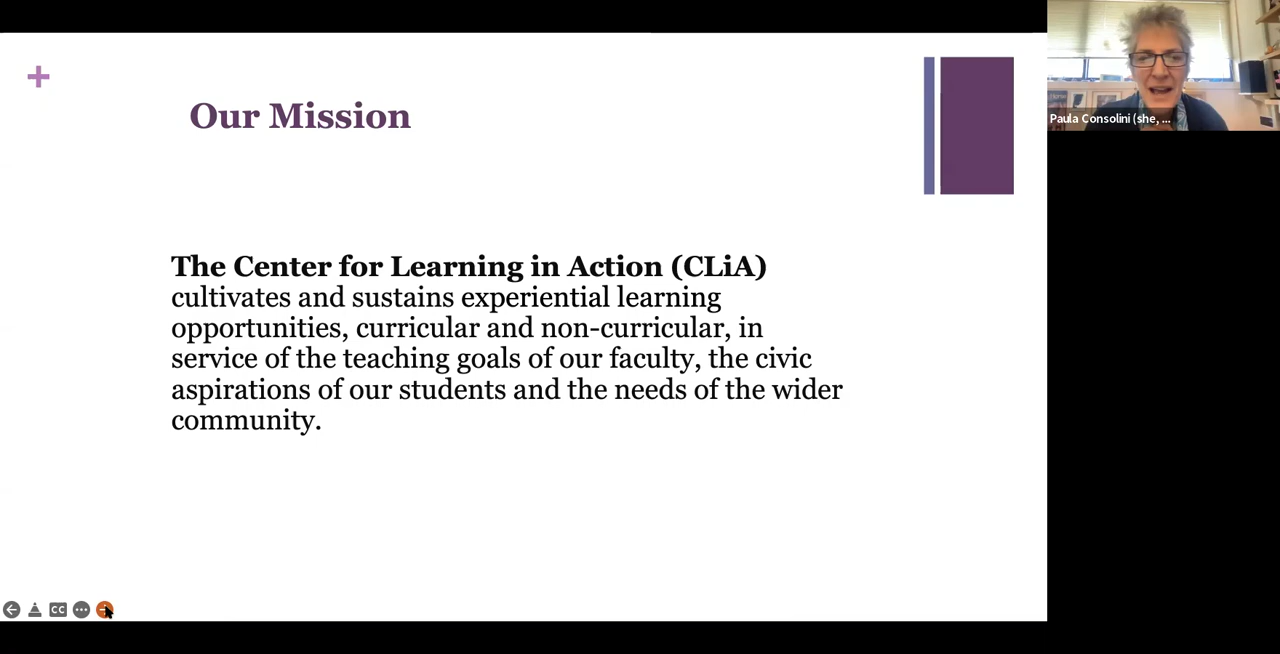 +
Our Mission
The Center for Learning in Action (CLiA)
cultivates and sustains experiential learning
opportunities, curricular and non-curricular, in
service of the teaching goals of our faculty, the civic
aspirations of our students and the needs of the wider
community.
Paula Consolini (she, ...
CC